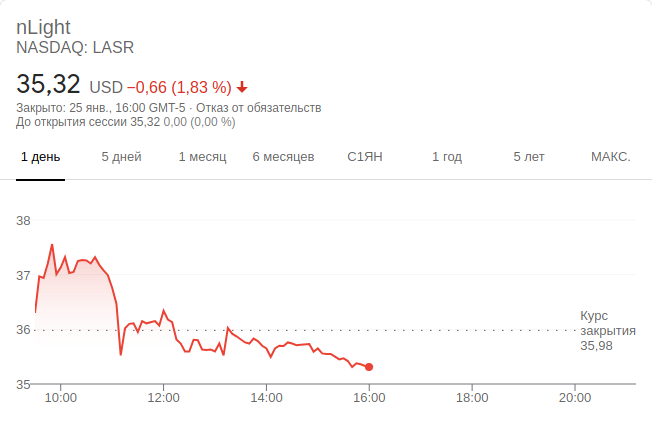 nLight
NASDAQ: LASR
35,32 USD −0,66 (1,83 %)
Закрыто: 25 янв., 16:00 GMT-5 · Отказ от обязательств
До открытия сессии 35,32 0,00 (0,00 %)
1 день 5 дней 1 месяц 6 месяцев С1ЯН 1 год 5 лет МАКС.
38
37
36
35
Курс
закрытия
35,98
10:00 12:00 14:00 16:00 18:00 20:00